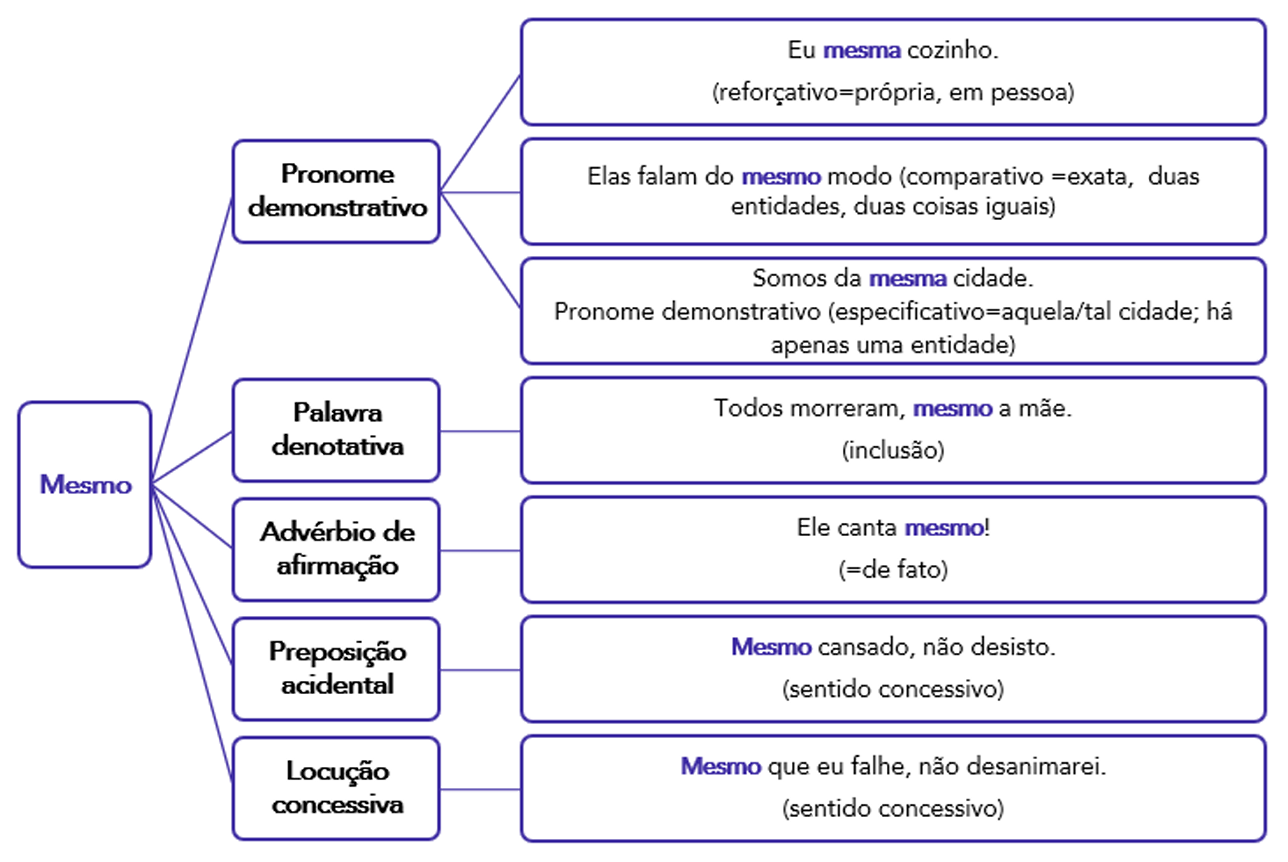 Mesmo
Pronome
demonstrativo
Eu mesma cozinho.
(reforçativo=própria, em pessoa)
Elas falam do mesmo modo (comparativo =exata,  duas
entidades, duas coisas iguais)
Somos da mesma cidade.
Pronome demonstrativo (especificativo=aquela/tal cidade; há
apenas uma entidade)
Palavra
denotativa
Todos morreram, mesmo a mãe.
(inclusão)
Advérbio de
afirmação
Ele canta mesmo!
(=de fato)
Preposição
acidental
Mesmo cansado, não desisto.
(sentido concessivo)
Locução
concessiva
Mesmo que eu falhe, não desanimarei.
(sentido concessivo)